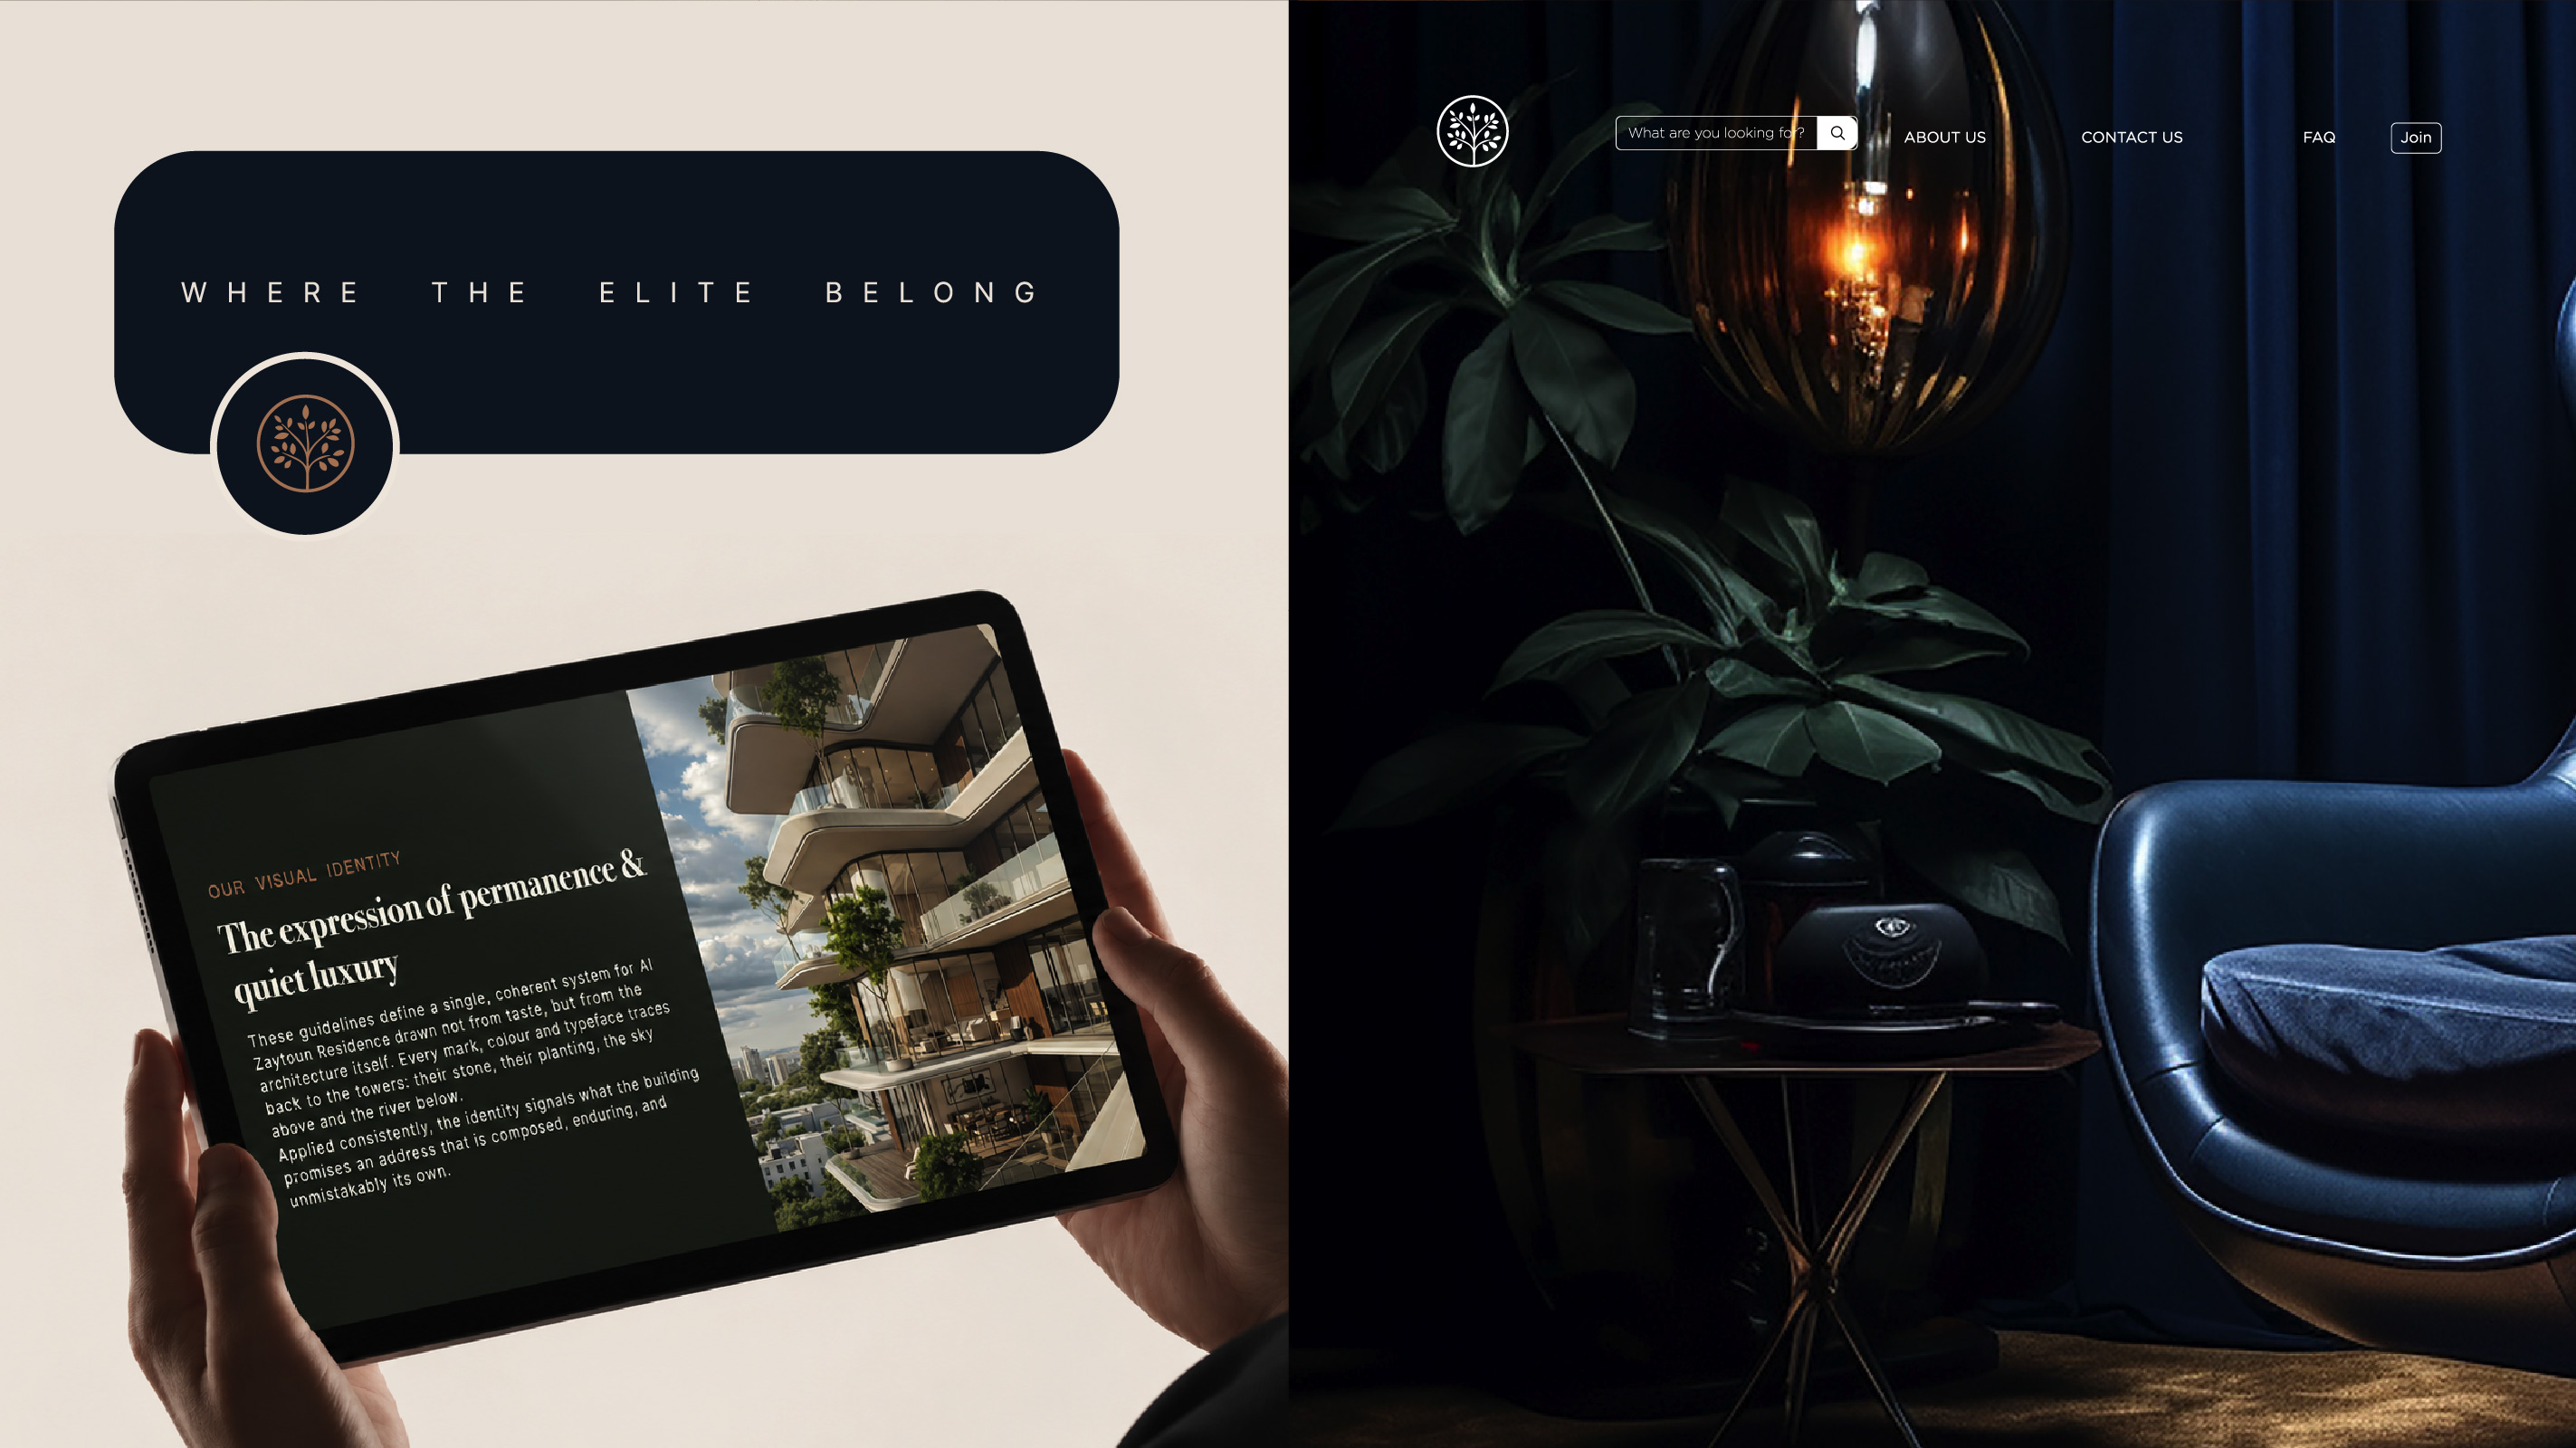 WHERE THE ELITE BELONG
OUR VISUAL IDENTITY
The expression of permanence &
quiet luxury
These guidelines define a single, coherent system for Al
Zaytoun Residence drawn not from taste, but from the
architecture itself. Every mark, colour and typeface traces
back to the towers: their stone, their planting, the sky
above and the river below.
Applied consistently, the identity signals what the building
promises an address that is composed, enduring, and
unmistakably its own.
What are you looking for?
ABOUT US
CONTACT US
FAQ
Join